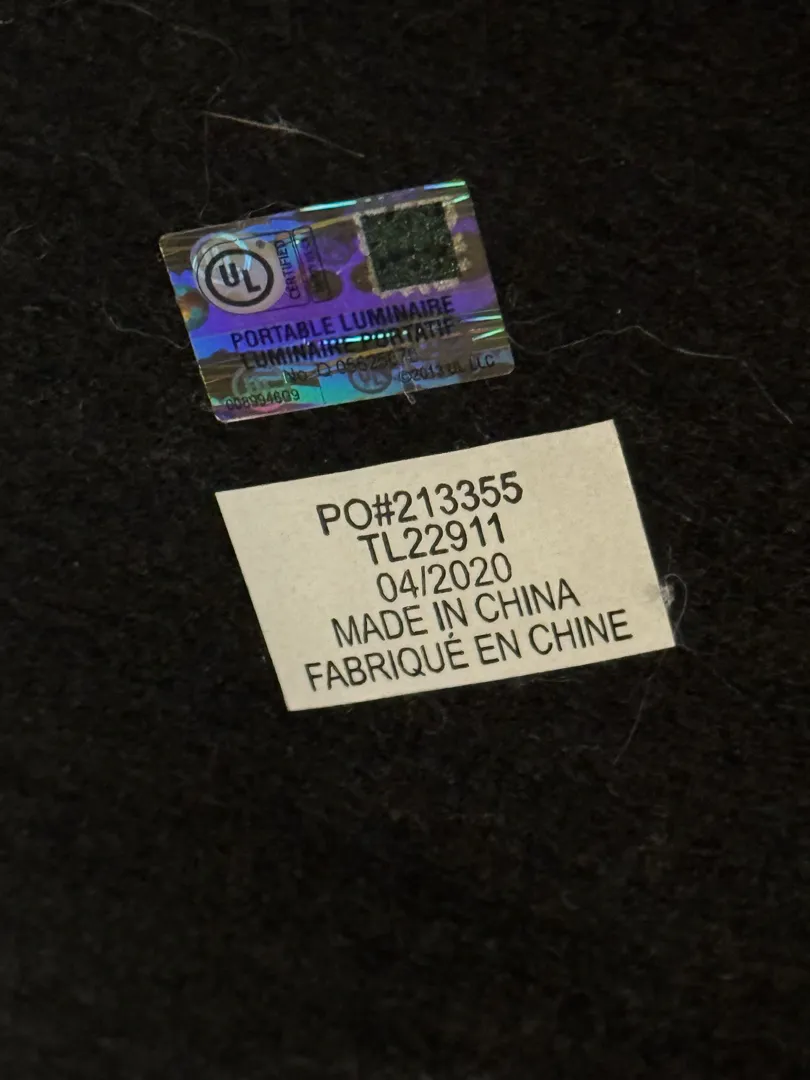 UL
CERTIFIED
PORTABLE LUMINAIRE
LUMINAIRE PORTATIF
©2013 UL LLC
PO#213355
TL22911
04/2020
MADE IN CHINA
FABRIQUÉ EN CHINE